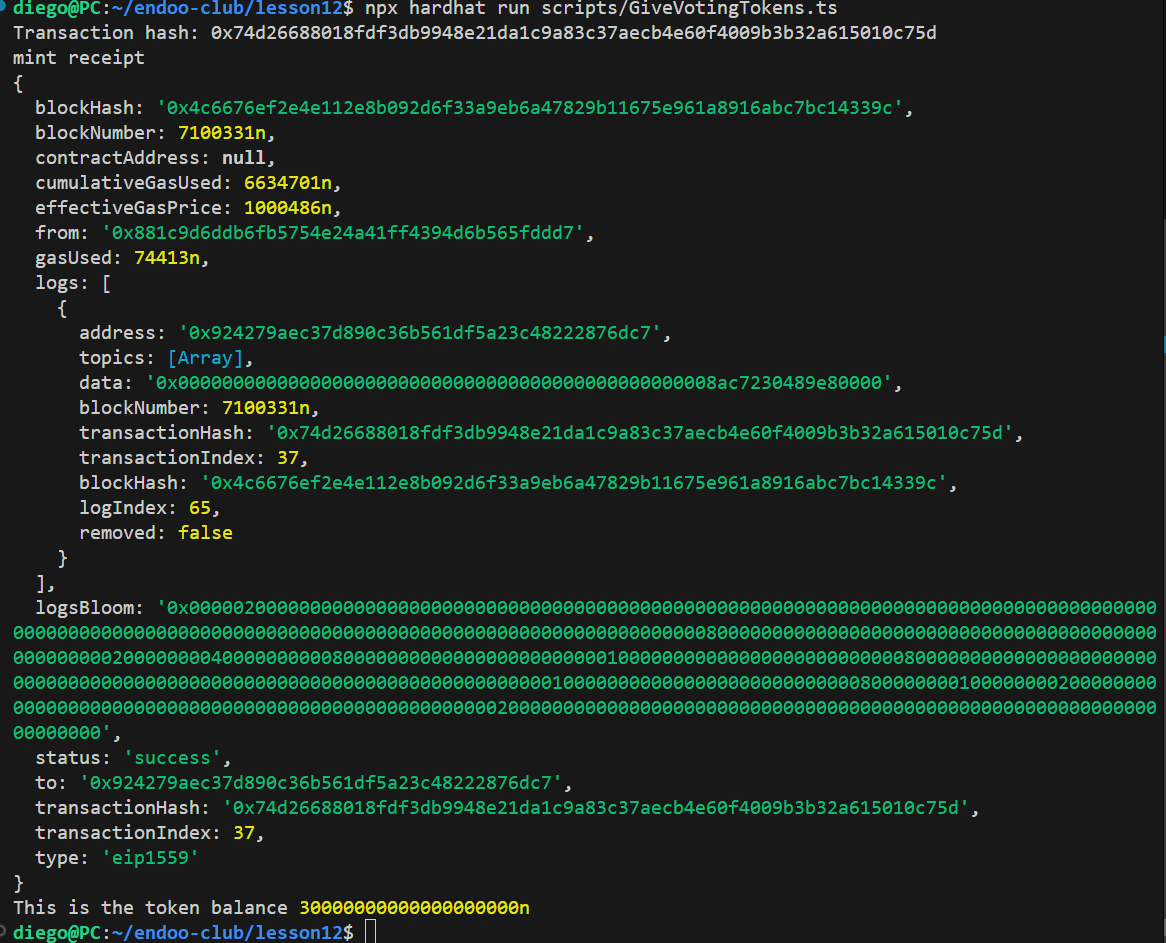 diego@PC:~/endoo-club/lesson12$ npx hardhat run scripts/GiveVotingTokens.ts
Transaction hash: 0x74d26688018fdf3db9948e21da1c9a83c37aecb4e60f4009b3b32a615010c75d
mint receipt
{
blockHash: '0x4c6676ef2e4e112e8b092d6f33a9eb6a47829b11675e961a8916abc7bc14339c',
blockNumber: 7100331n,
contractAddress: null,
cumulativeGasUsed: 6634701n,
effectiveGasPrice: 1000486n,
from: '0x881c9d6ddb6fb5754e24a41ff4394d6b565fddd7',
gasUsed: 74413n,
logs: [
{
address: '0x924279aec37d890c36b561df5a23c48222876dc7',
topics: [Array],
data: '0x0000000000000000000000000000000000000000000000008ac7230489e80000',
blockNumber: 7100331n,
transactionHash: '0x74d26688018fdf3db9948e21da1c9a83c37aecb4e60f4009b3b32a615010c75d',
transactionIndex: 37,
blockHash: '0x4c6676ef2e4e112e8b092d6f33a9eb6a47829b11675e961a8916abc7bc14339c',
logIndex: 65,
removed: false
}
],
logsBloom:
status: 'success',
to: '0x924279aec37d890c36b561df5a23c48222876dc7',
transactionHash: '0x74d26688018fdf3db9948e21da1c9a83c37aecb4e60f4009b3b32a615010c75d',
transactionIndex: 37,
type: 'eip1559'
}
This is the token balance 30000000000000000000n
diego@PC:~/endoo-club/lesson12$